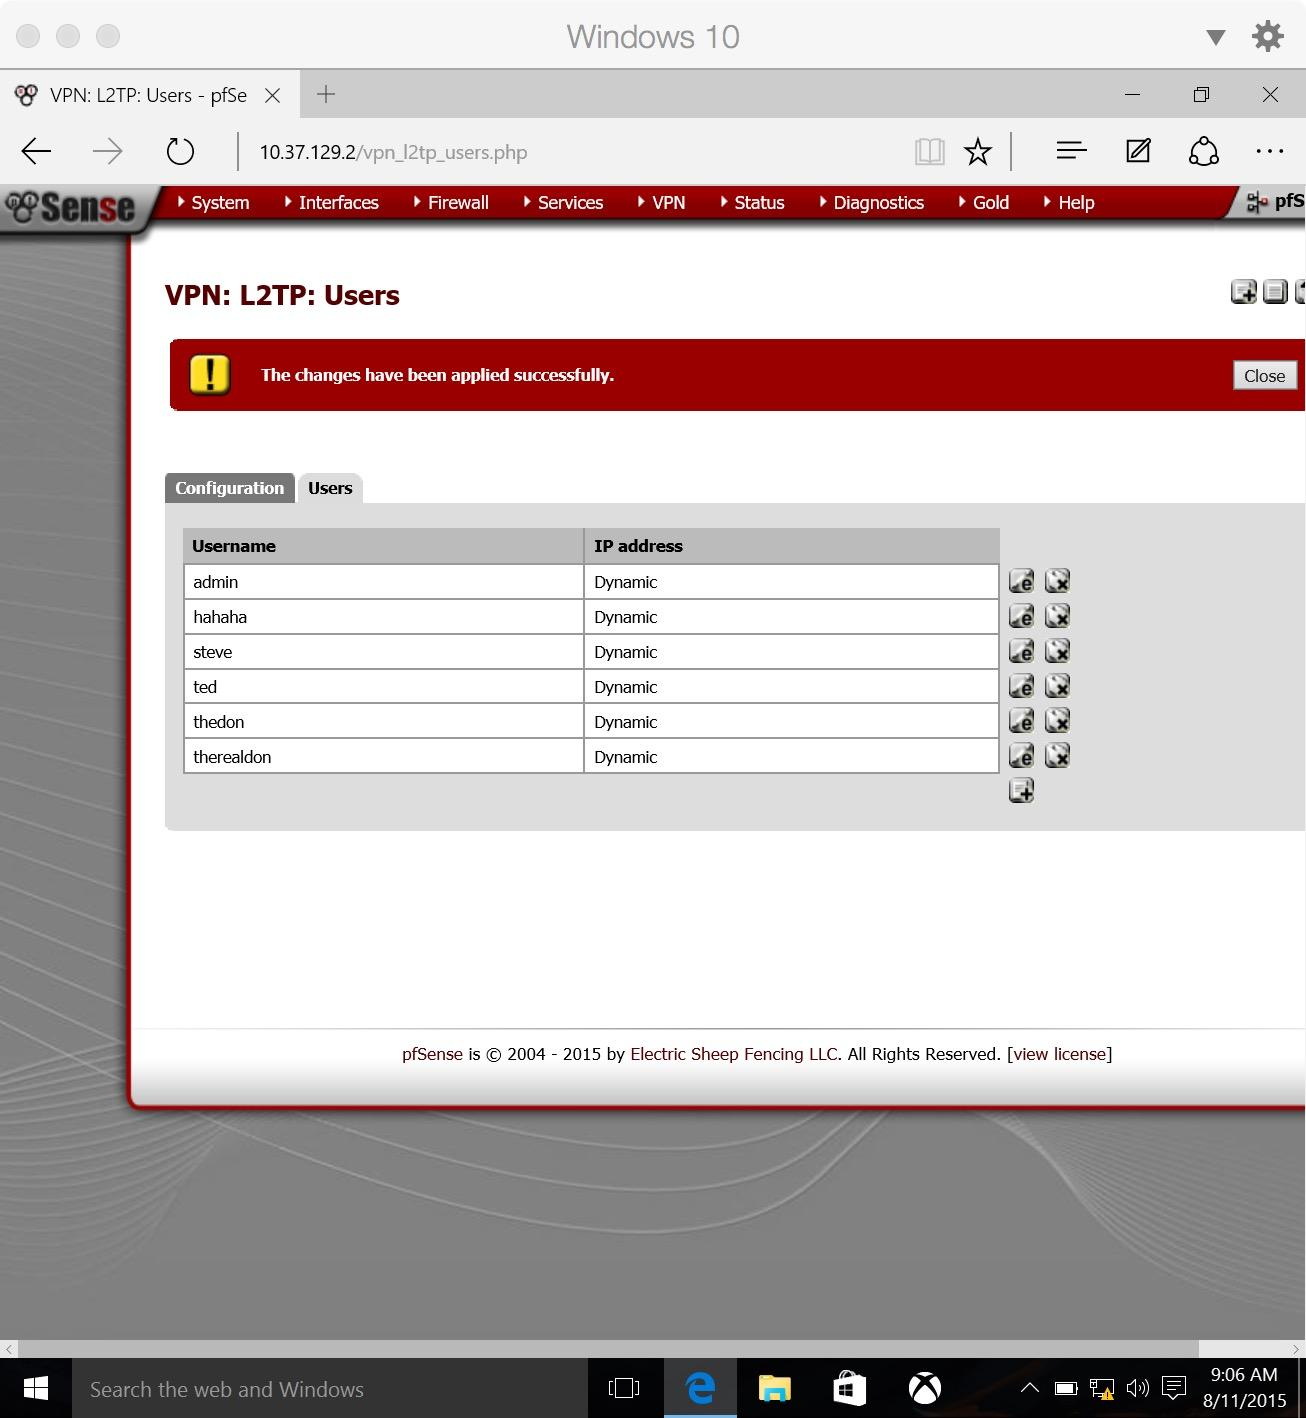 Windows 10
VPN: L2TP: Users - pfSe
10.37.129.2/vpn_l2tp_users.php
Sense System Interfaces Firewall Services VPN Status Diagnostics Gold Help pfS
VPN: L2TP: Users
! The changes have been applied successfully. Close
Configuration Users
Username IP address
admin Dynamic
hahaha Dynamic
steve Dynamic
ted Dynamic
thedon Dynamic
therealdon Dynamic
pfSense is © 2004 - 2015 by Electric Sheep Fencing LLC. All Rights Reserved. [view license]
Search the web and Windows
9:06 AM
8/11/2015